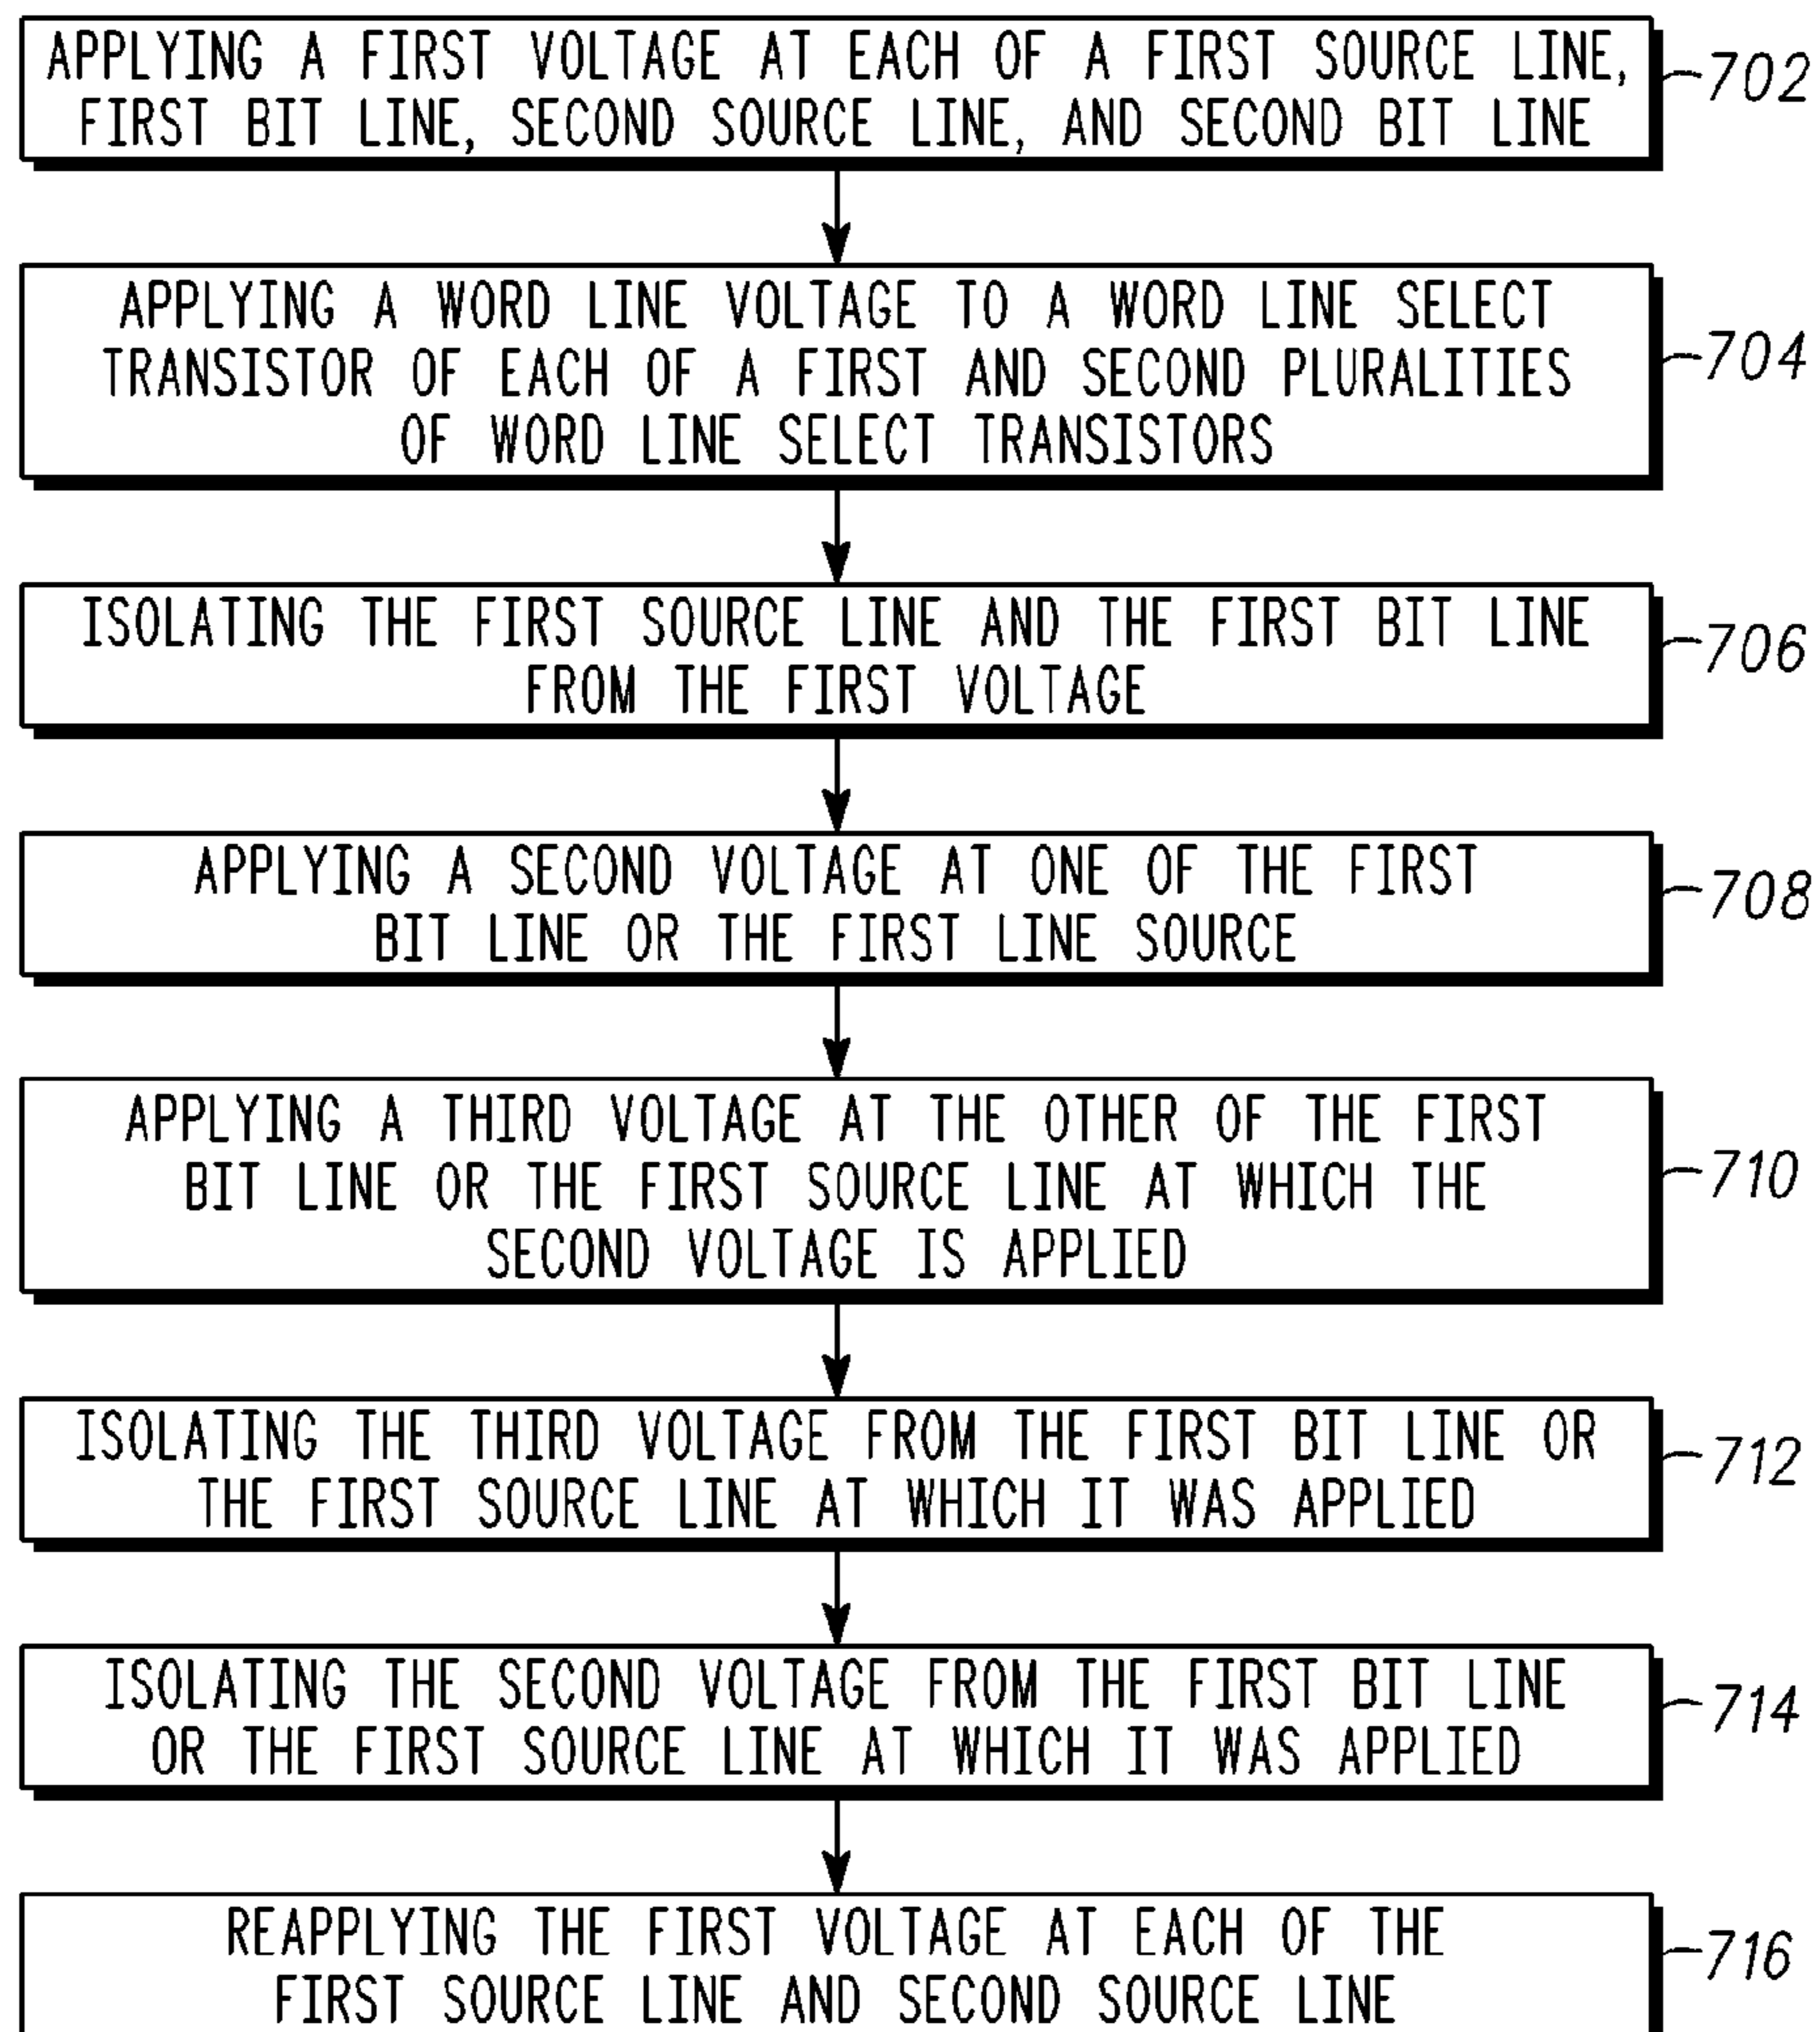 APPLYING A FIRST VOLTAGE AT EACH OF A FIRST SOURCE LINE,
FIRST BIT LINE, SECOND SOURCE LINE, AND SECOND BIT LINE
702
APPLYING A WORD LINE VOLTAGE TO A WORD LINE SELECT
TRANSISTOR OF EACH OF A FIRST AND SECOND PLURALITIES
OF WORD LINE SELECT TRANSISTORS
704
ISOLATING THE FIRST SOURCE LINE AND THE FIRST BIT LINE
FROM THE FIRST VOLTAGE
706
APPLYING A SECOND VOLTAGE AT ONE OF THE FIRST
BIT LINE OR THE FIRST LINE SOURCE
708
APPLYING A THIRD VOLTAGE AT THE OTHER OF THE FIRST
BIT LINE OR THE FIRST SOURCE LINE AT WHICH THE
SECOND VOLTAGE IS APPLIED
710
ISOLATING THE THIRD VOLTAGE FROM THE FIRST BIT LINE OR
THE FIRST SOURCE LINE AT WHICH IT WAS APPLIED
712
ISOLATING THE SECOND VOLTAGE FROM THE FIRST BIT LINE
OR THE FIRST SOURCE LINE AT WHICH IT WAS APPLIED
714
REAPPLYING THE FIRST VOLTAGE AT EACH OF THE
FIRST SOURCE LINE AND SECOND SOURCE LINE
716